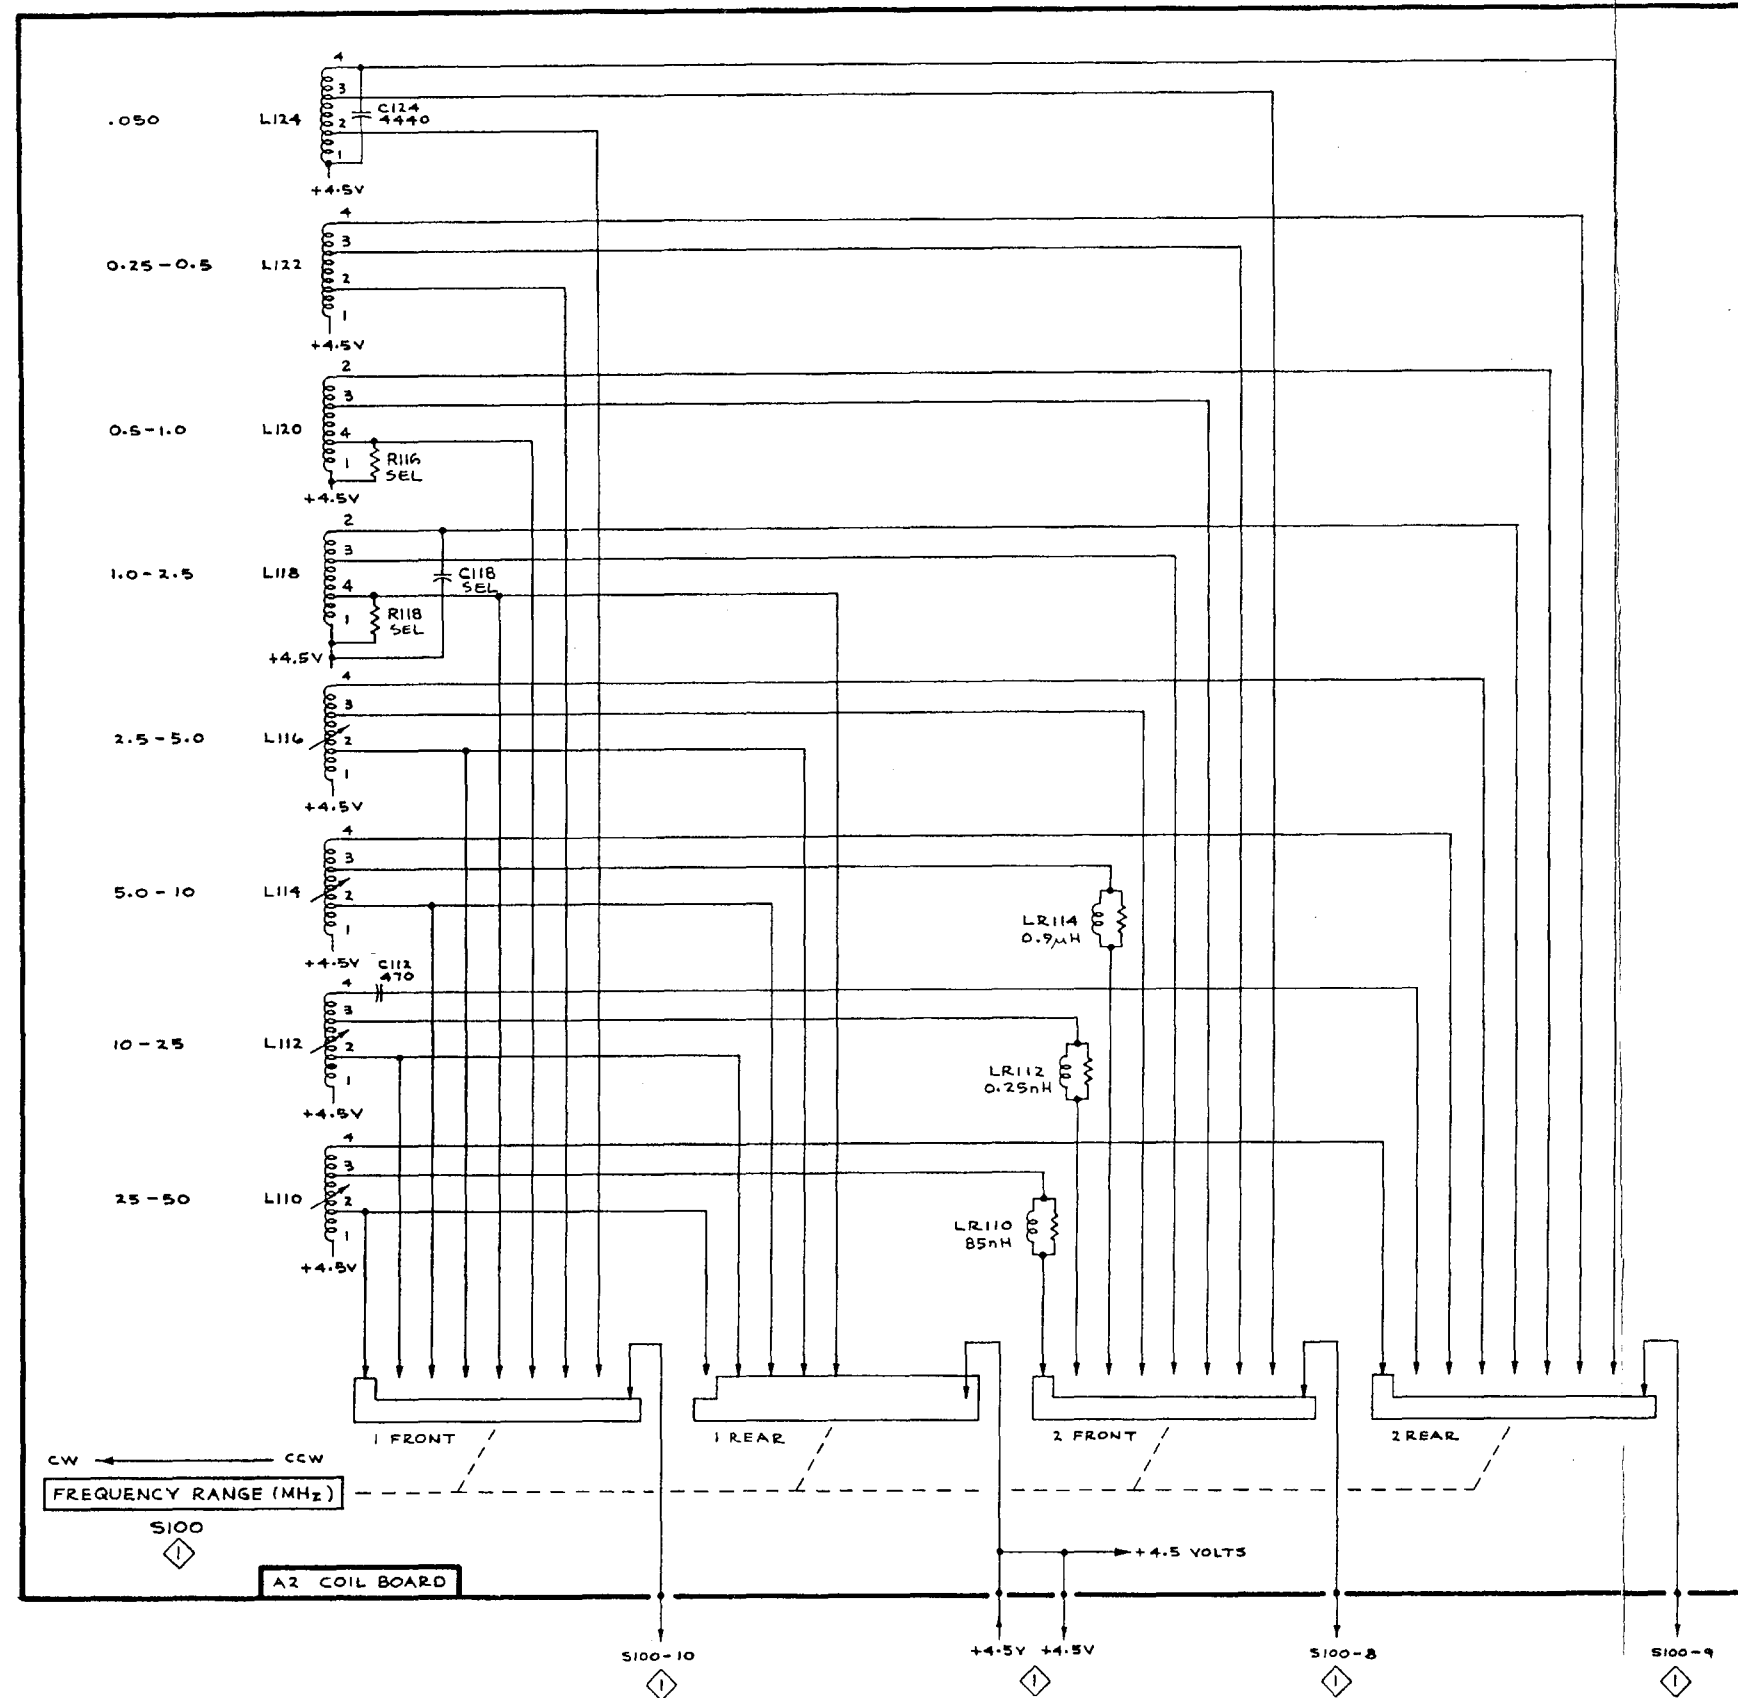 4
3
.050 L124 C124
4440
2
1
+4.5V
4
3
0.25-0.5 L122
2
1
+4.5V
2
3
0.5-1.0 L120
4
1
R116
SEL
+4.5V
2
3
1.0-2.5 L118 C118
SEL
4
1
R118
SEL
+4.5V
4
3
2.5-5.0 L116
2
1
+4.5V
4
3
5.0-10 L114
2
1
LR114
0.9μH
+4.5V
C112
470
4
3
10-25 L112
2
1
LR112
0.25nH
+4.5V
4
3
25-50 L110
2
1
LR110
85nH
+4.5V
1 FRONT 1 REAR 2 FRONT 2 REAR
CW CCW
FREQUENCY RANGE (MHz)
S100
1
+4.5 VOLTS
A2 COIL BOARD
S100-10 +4.5V +4.5V S100-8 S100-9
1 1 1 1